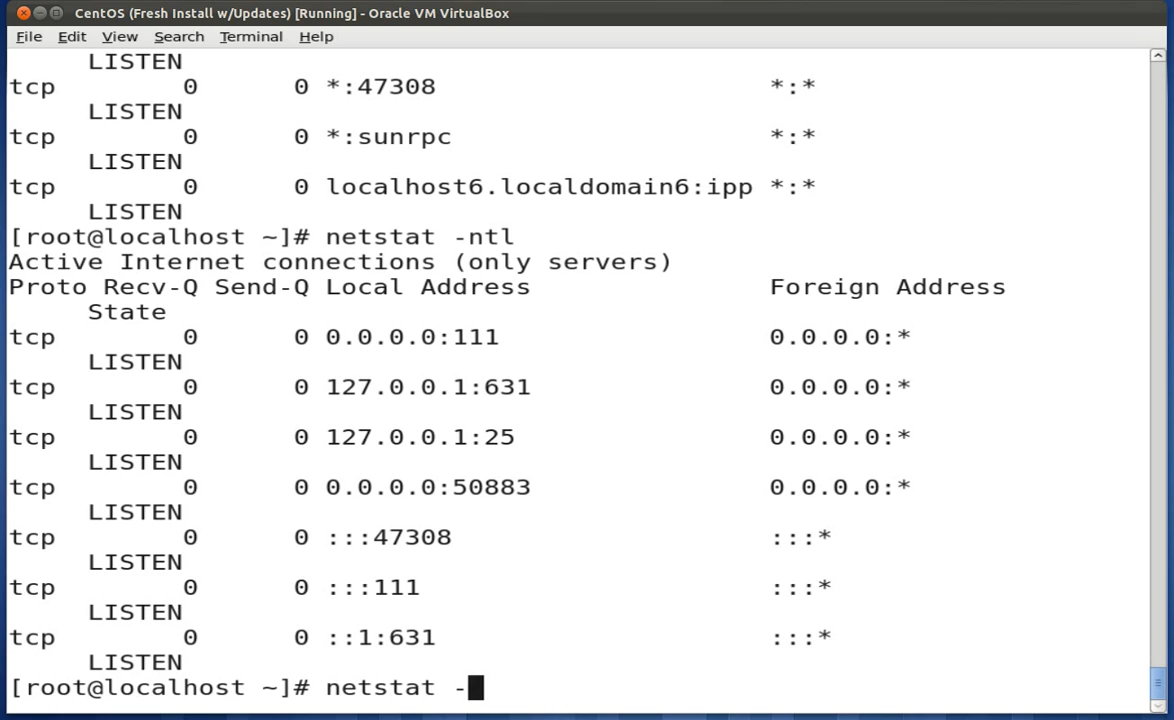 CentOS (Fresh Install w/Updates) [Running] - Oracle VM VirtualBox
File Edit View Search Terminal Help
LISTEN
tcp 0 0 *:47308 *:*
LISTEN
tcp 0 0 *:sunrpc *:*
LISTEN
tcp 0 0 localhost6.localdomain6:ipp *:*
LISTEN
[root@localhost ~]# netstat -ntl
Active Internet connections (only servers)
Proto Recv-Q Send-Q Local Address Foreign Address
State
tcp 0 0 0.0.0.0:111 0.0.0.0:*
LISTEN
tcp 0 0 127.0.0.1:631 0.0.0.0:*
LISTEN
tcp 0 0 127.0.0.1:25 0.0.0.0:*
LISTEN
tcp 0 0 0.0.0.0:50883 0.0.0.0:*
LISTEN
tcp 0 0 :::47308 :::*
LISTEN
tcp 0 0 :::111 :::*
LISTEN
tcp 0 0 ::1:631 :::*
LISTEN
[root@localhost ~]# netstat -